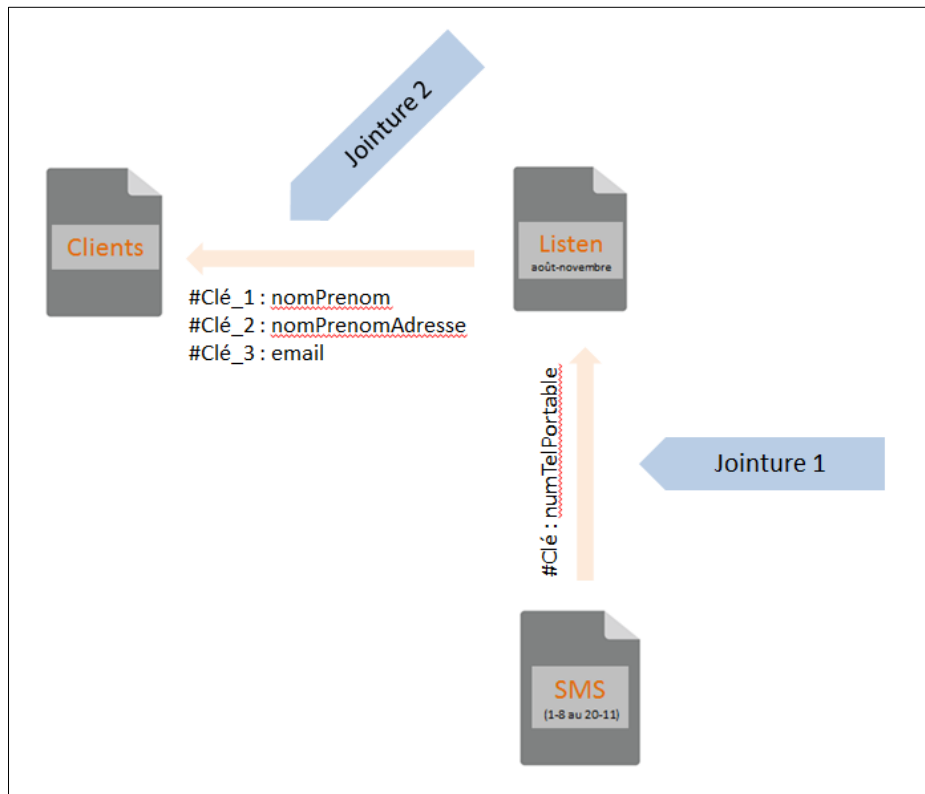 Jointure 2
Clients
Listen
août-novembre
#Clé_1 : nomPrenom
#Clé_2 : nomPrenomAdresse
#Clé_3 : email
#Clé : numTelPortable
Jointure 1
SMS
(1-8 au 20-11)